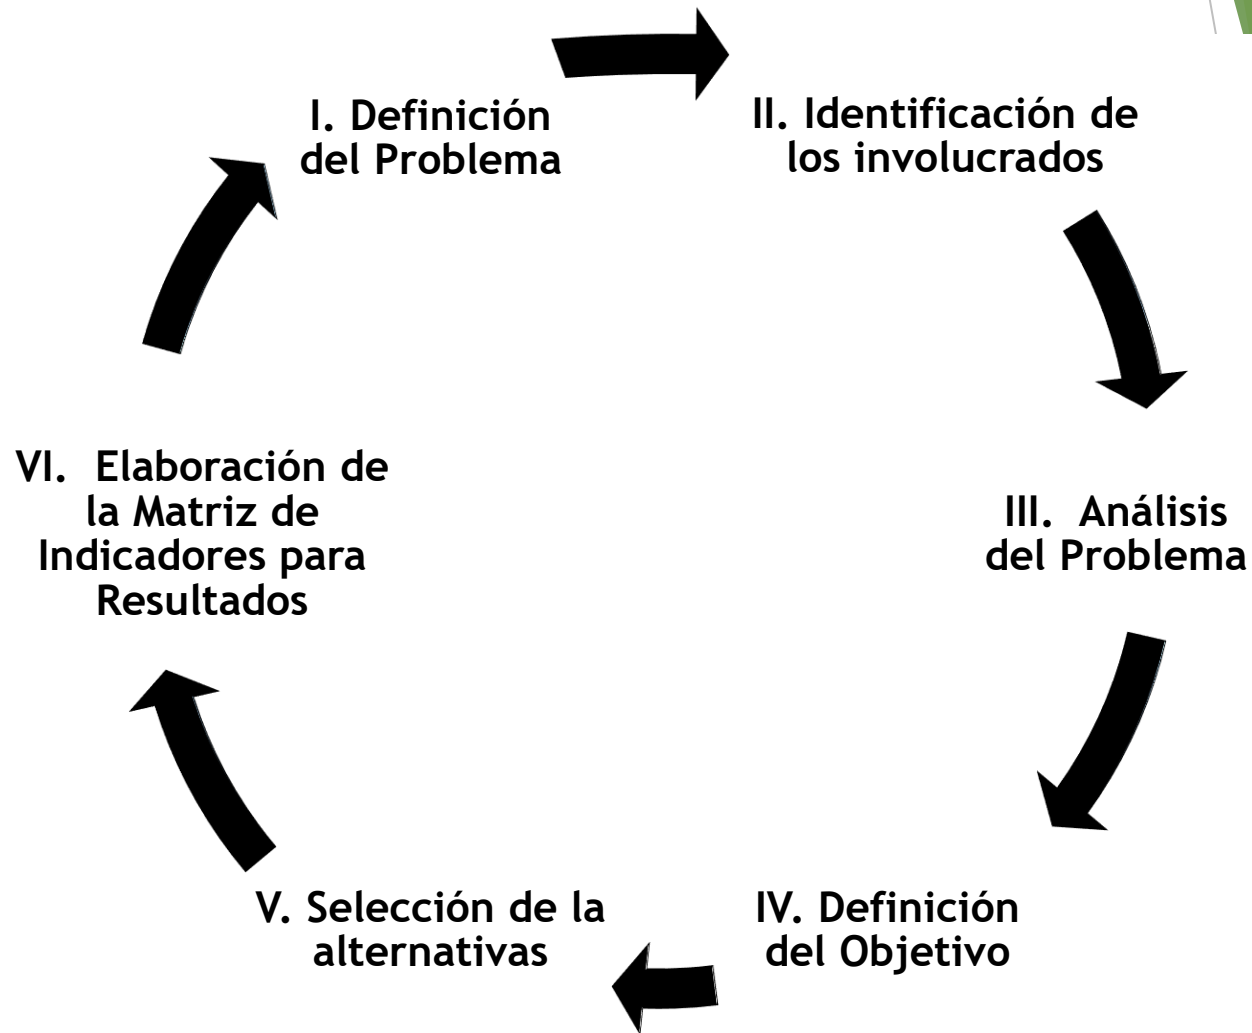 I. Definición
del Problema
II. Identificación de
los involucrados
III. Análisis
del Problema
IV. Definición
del Objetivo
V. Selección de la
alternativas
VI. Elaboración de
la Matriz de
Indicadores para
Resultados